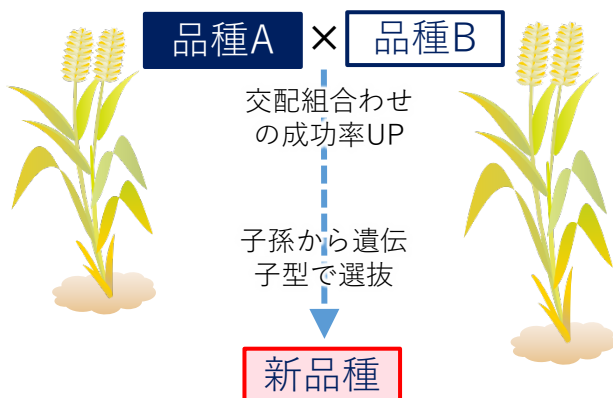 品種A × 品種B
交配組合わせ
の成功率UP
子孫から遺伝
子型で選抜
新品種